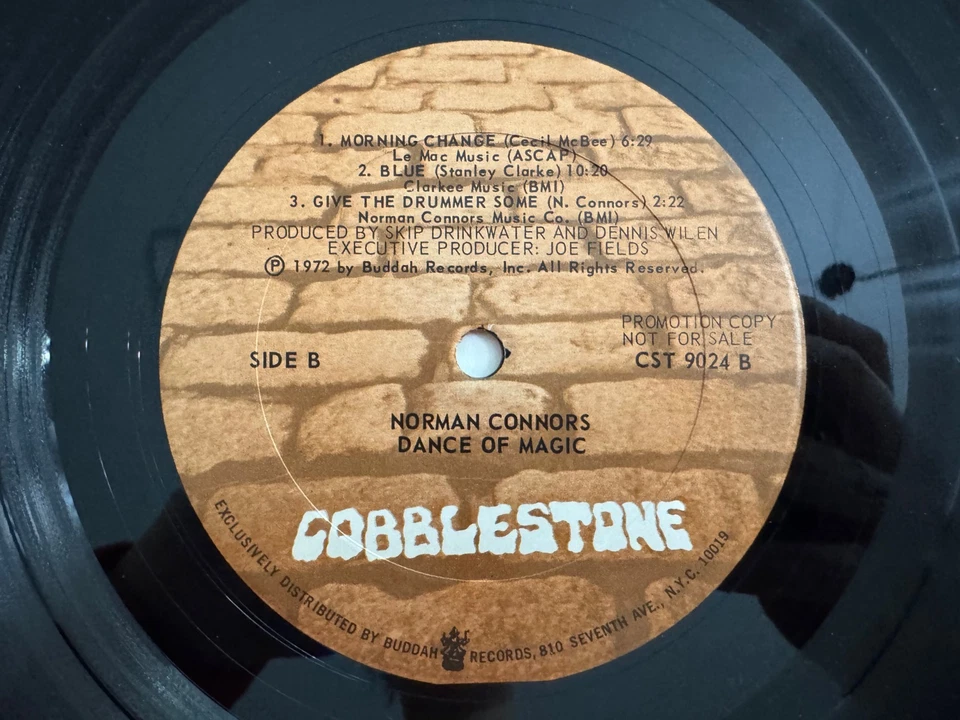 1. MORNING CHANGE (Cecil McBee) 6:29
Le Mac Music (ASCAP)
2. BLUE (Stanley Clarke) 10:20
Clarkee Music (BMI)
3. GIVE THE DRUMMER SOME (N. Connors) 2:22
Norman Connors Music Co. (BMI)
PRODUCED BY SKIP DRINKWATER AND DENNIS WILEN
EXECUTIVE PRODUCER: JOE FIELDS
Ⓟ 1972 by Buddah Records, Inc. All Rights Reserved.
PROMOTION COPY
NOT FOR SALE
SIDE B
CST 9024 B
NORMAN CONNORS
DANCE OF MAGIC
COBBLESTONE
EXCLUSIVELY DISTRIBUTED BY BUDDAH RECORDS, 810 SEVENTH AVE., N.Y.C. 10019